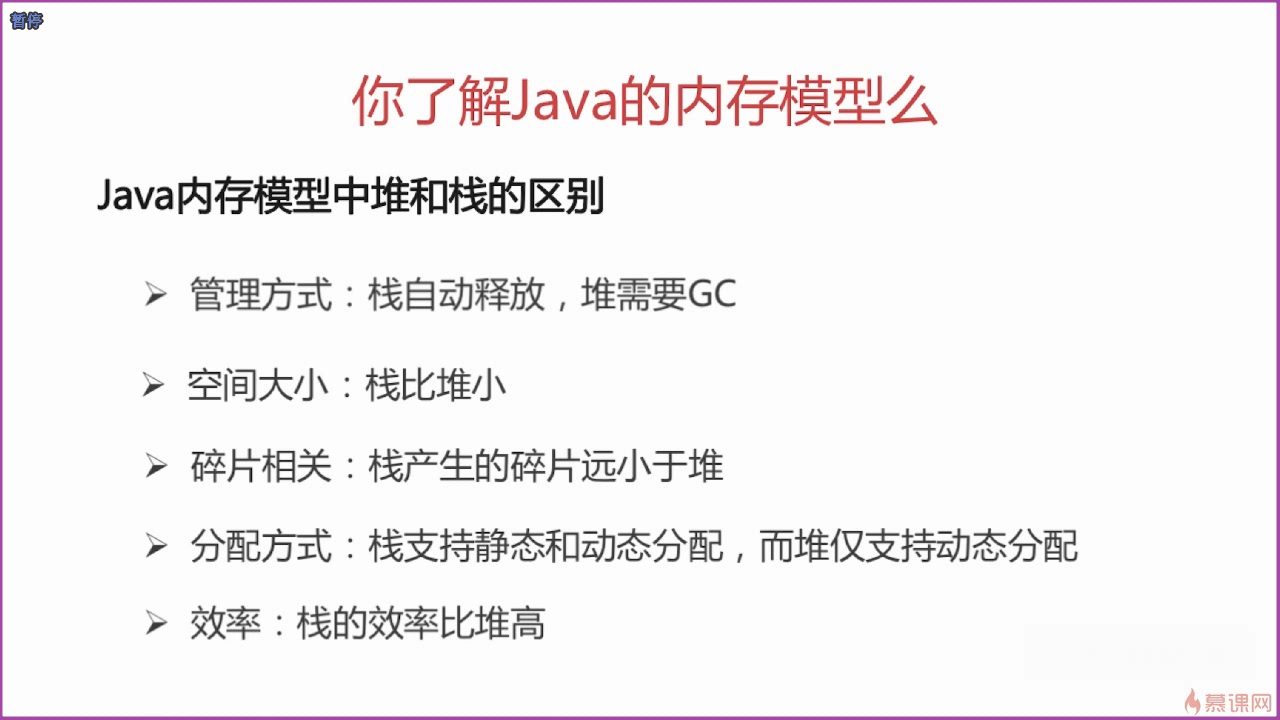 暂停
你了解Java的内存模型么
Java内存模型中堆和栈的区别
➢ 管理方式：栈自动释放，堆需要GC
➢ 空间大小：栈比堆小
➢ 碎片相关：栈产生的碎片远小于堆
➢ 分配方式：栈支持静态和动态分配，而堆仅支持动态分配
➢ 效率：栈的效率比堆高
慕课网